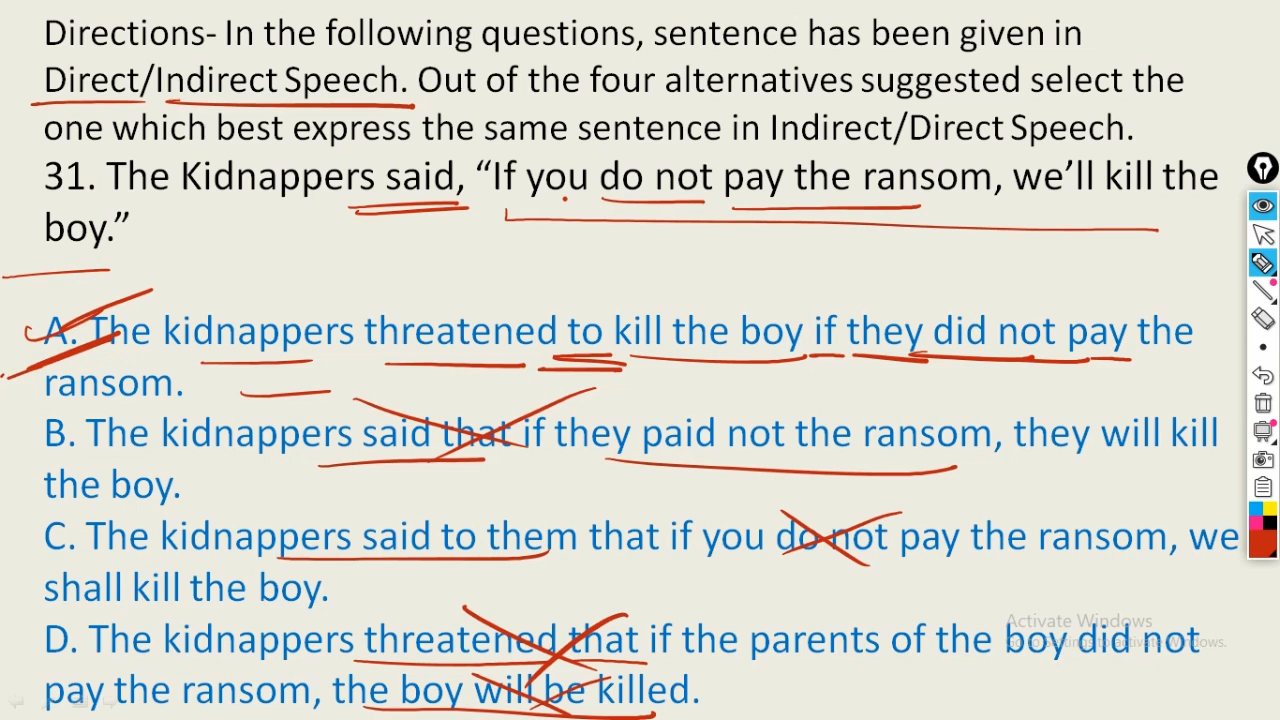 Directions- In the following questions, sentence has been given in
Direct/Indirect Speech. Out of the four alternatives suggested select the
one which best express the same sentence in Indirect/Direct Speech.
31. The Kidnappers said, “If you do not pay the ransom, we’ll kill the
boy.”
A. The kidnappers threatened to kill the boy if they did not pay the
ransom.
B. The kidnappers said that if they paid not the ransom, they will kill
the boy.
C. The kidnappers said to them that if you do not pay the ransom, we
shall kill the boy.
D. The kidnappers threatened that if the parents of the boy did not
pay the ransom, the boy will be killed.
Activate Windows
Go to Settings to activate Windows.